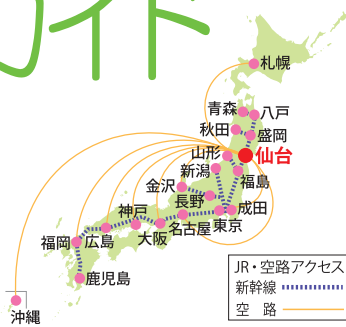 ガイド
札幌
青森
八戸
秋田
盛岡
山形
仙台
新潟
福島
金沢
長野
成田
神戸
東京
名古屋
福岡
広島
大阪
鹿児島
JR・空路アクセス
新幹線
空 路
沖縄